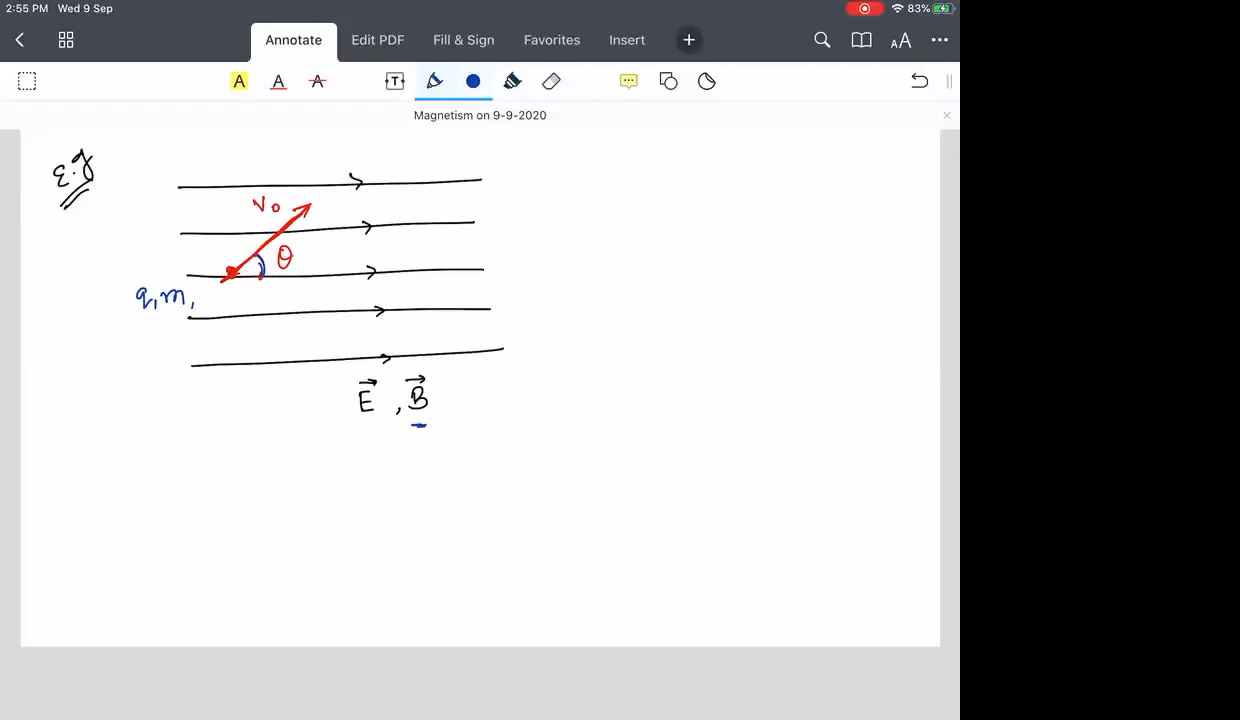 2:55 PM Wed 9 Sep 83%
Annotate Edit PDF Fill & Sign Favorites Insert
Magnetism on 9-9-2020
E.g
v₀
θ
q, m,
E⃗ , B⃗